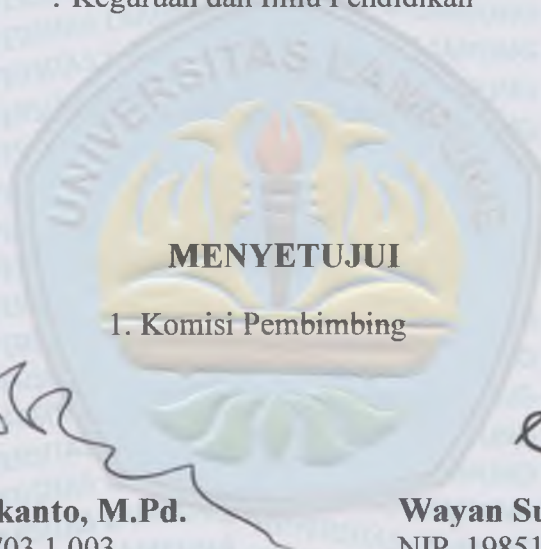 : Keguruan dan Ilmu Pendidikan
UNIVERSITAS LAMPUNG
MENYETUJUI
1. Komisi Pembimbing
kanto, M.Pd.
Wayan Su
703 1 003
NIP. 19851